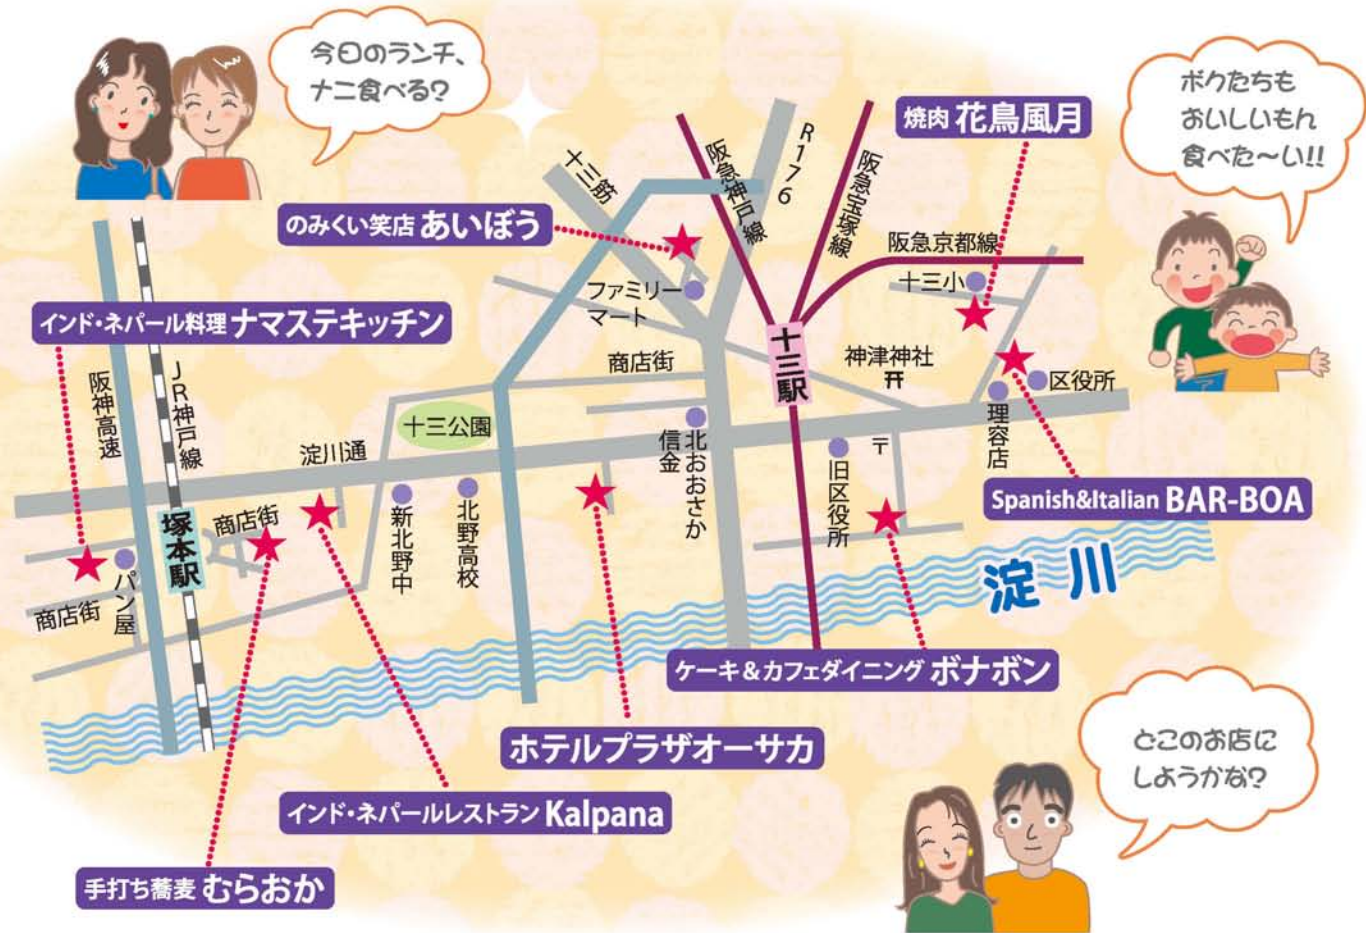 今日のランチ、
ナニ食べる?
ボクたちも
おいしいもん
食べた〜い!!
焼肉 花鳥風月
のみくい笑店 あいぼう
インド・ネパール料理 ナマステキッチン
十三筋
阪急神戸線
R176
阪急宝塚線
阪急京都線
十三小
ファミリー
マート
商店街
十三駅
神津神社
区役所
理容店
阪神高速
JR神戸線
十三公園
淀川通
北おおさか
信金
旧区役所
〒
Spanish&Italian BAR-BOA
塚本駅
商店街
新北野中
北野高校
パン屋
商店街
淀川
ケーキ&カフェダイニング ボナボン
ホテルプラザオーサカ
インド・ネパールレストラン Kalpana
手打ち蕎麦 むらおか
とこのお店に
しようかな?